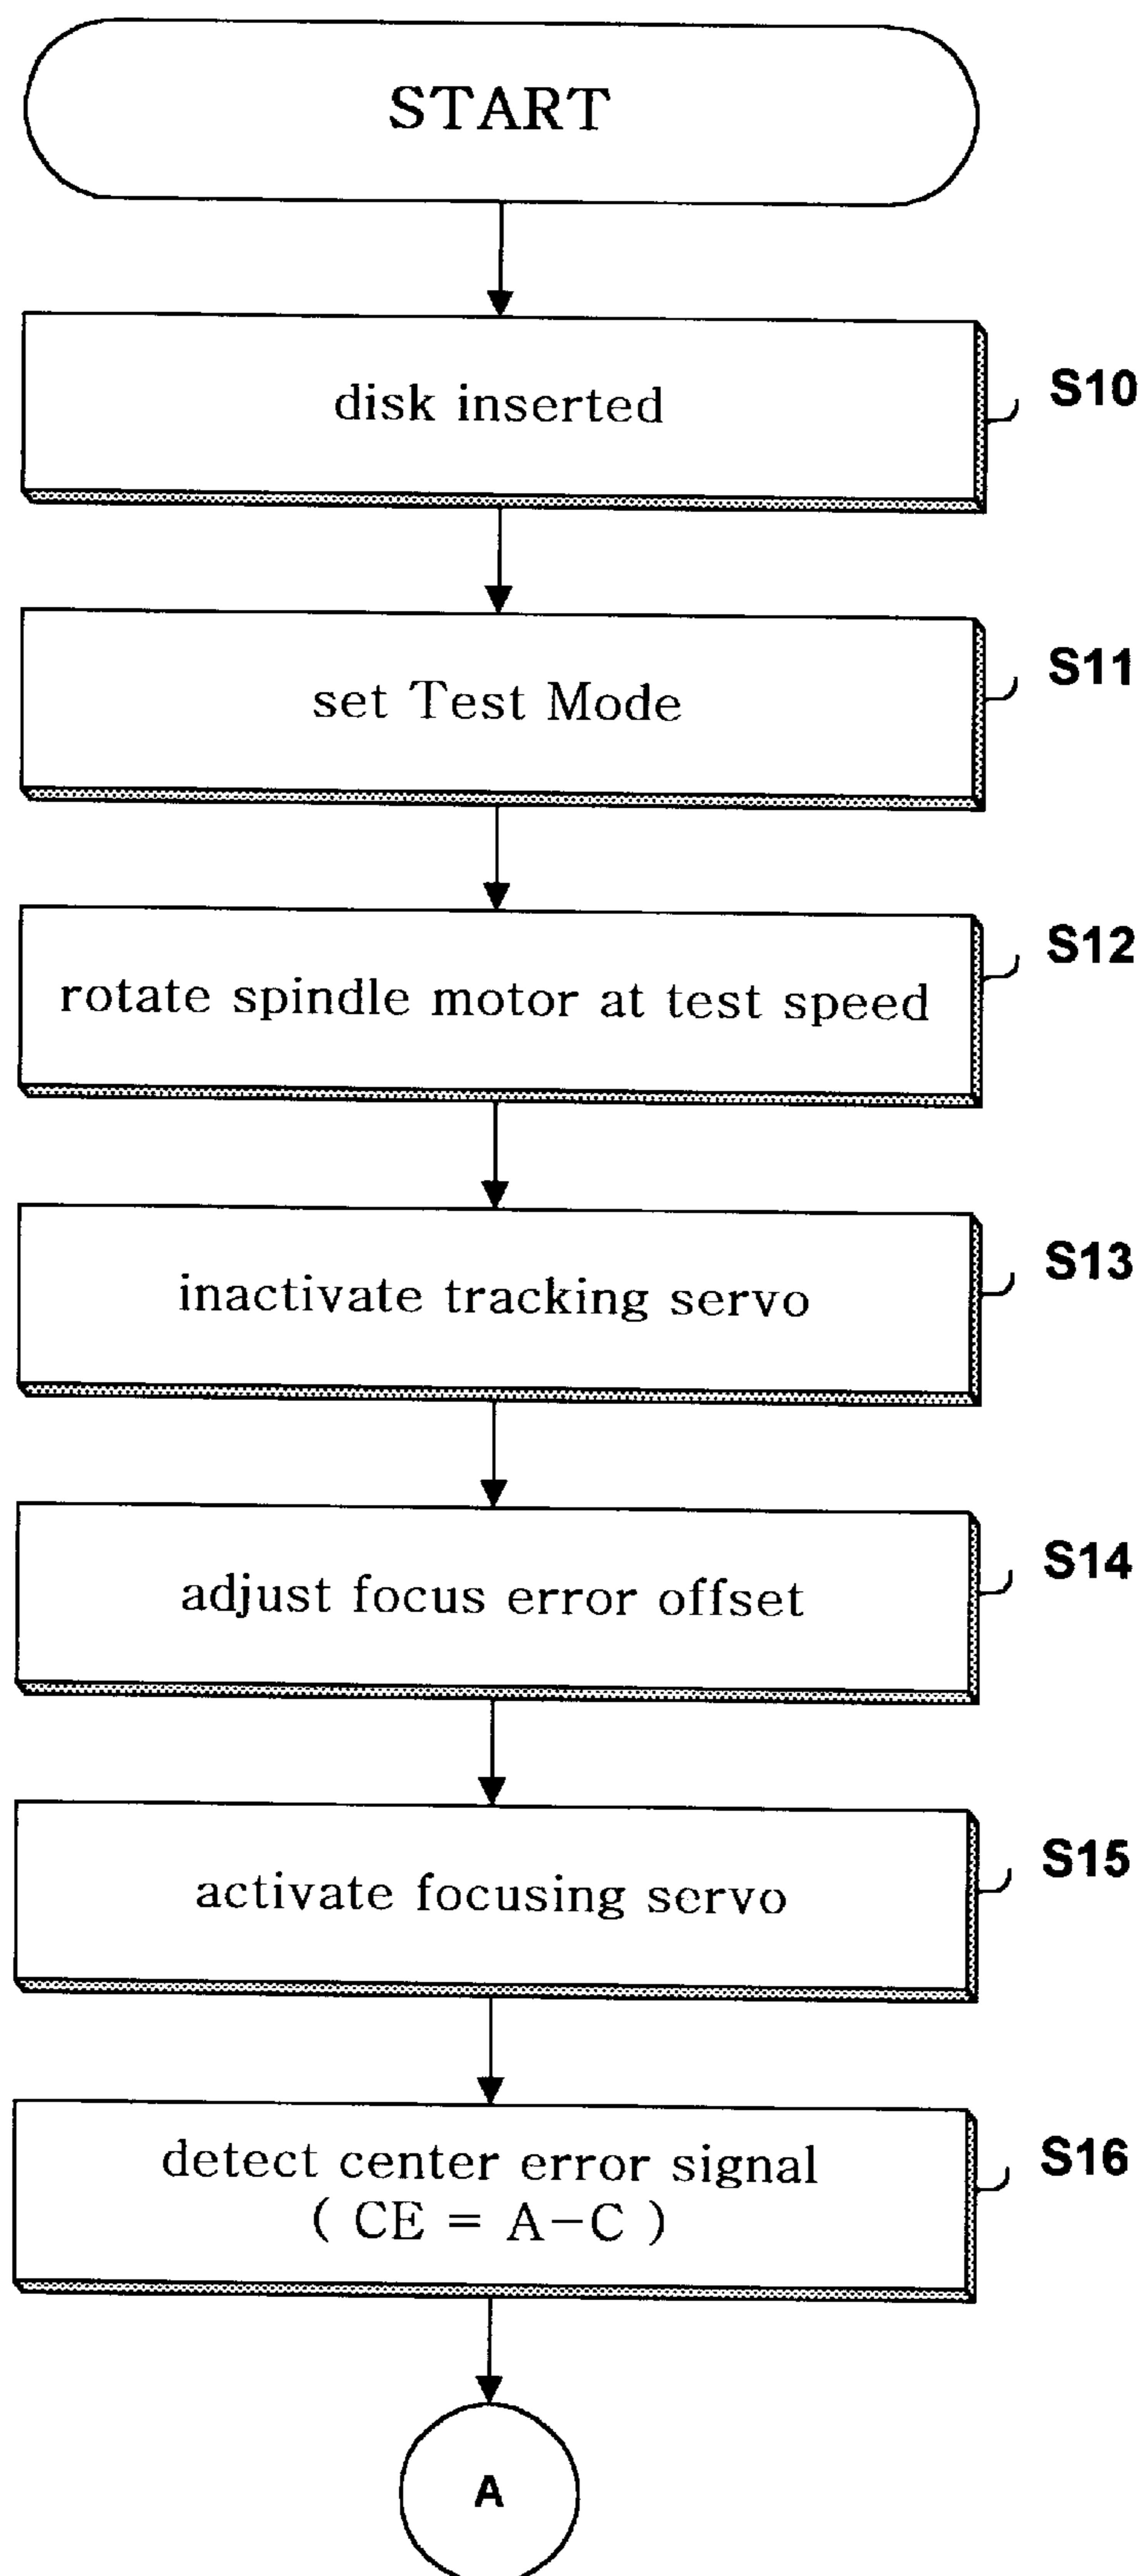 START
disk inserted
S10
set Test Mode
S11
rotate spindle motor at test speed
S12
inactivate tracking servo
S13
adjust focus error offset
S14
activate focusing servo
S15
detect center error signal
( CE = A-C )
S16
A